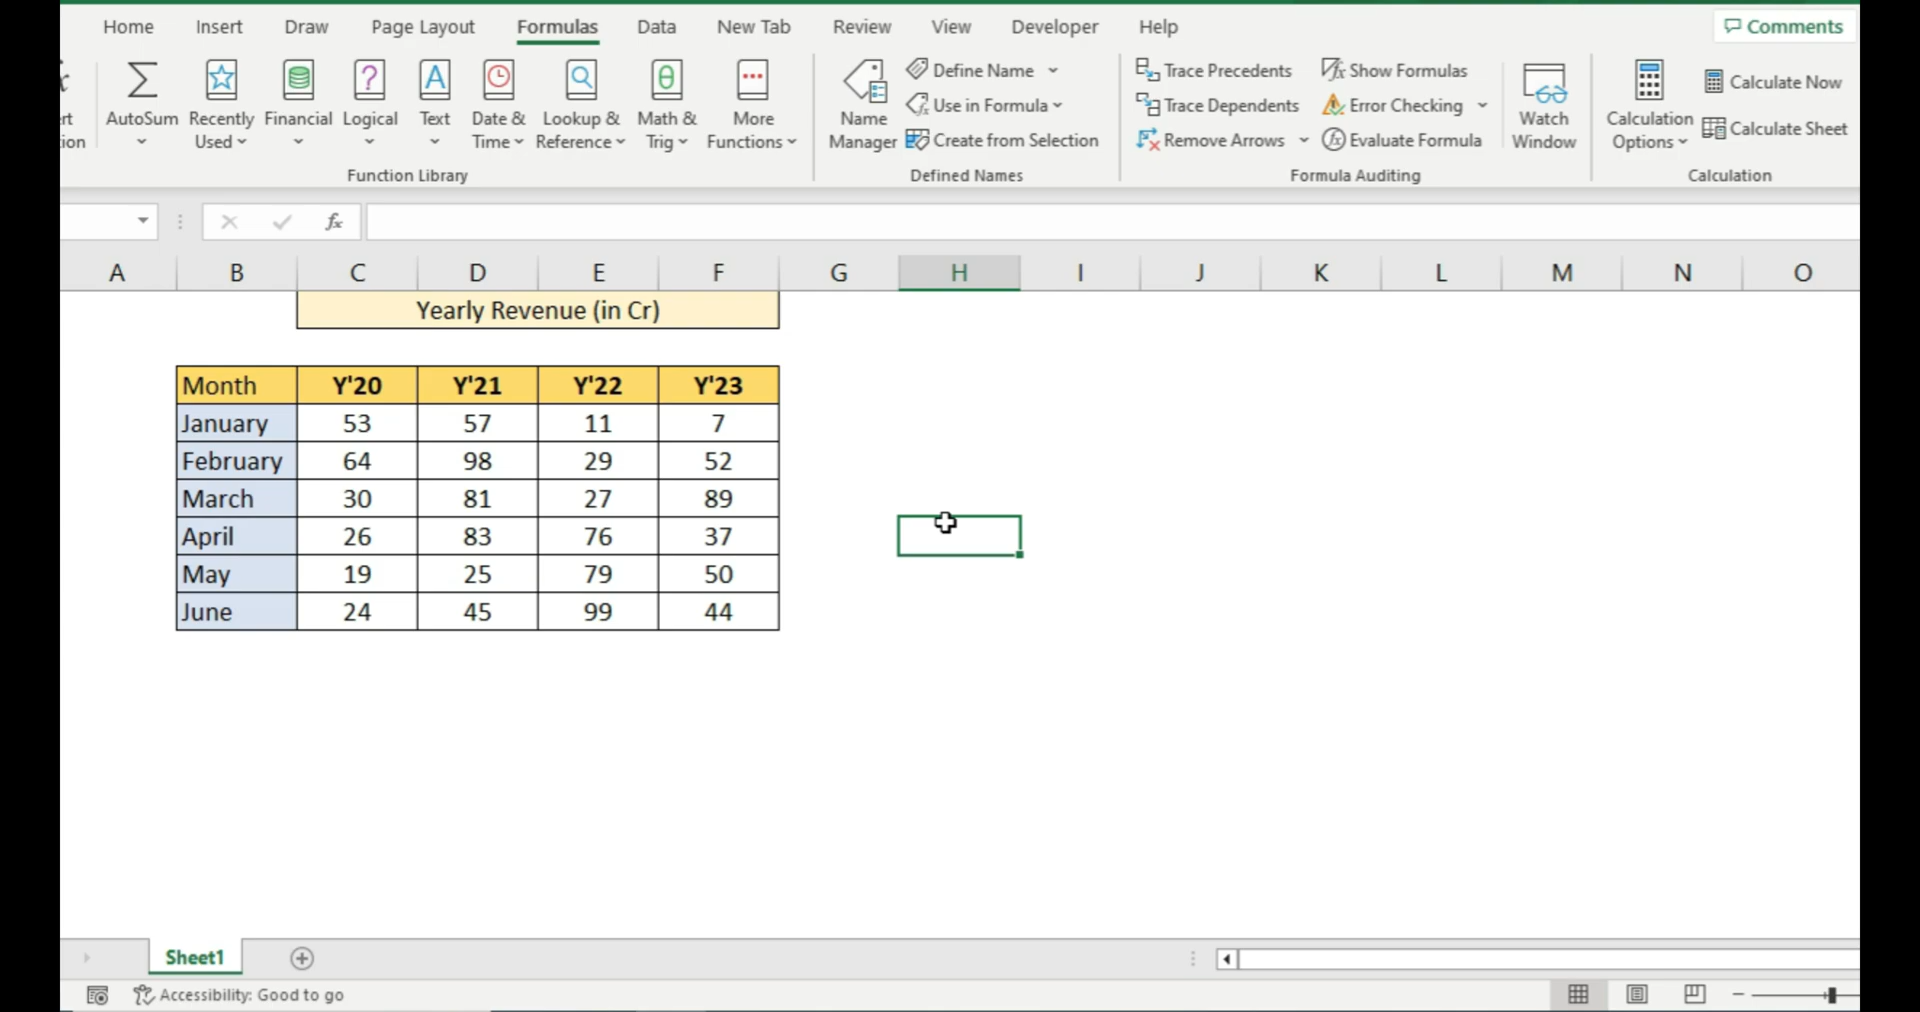 Home Insert Draw Page Layout Formulas Data New Tab Review View Developer Help Comments
AutoSum Recently Used Financial Logical Text Date & Time Lookup & Reference Math & Trig More Functions
Function Library
Name Manager
Define Name
Use in Formula
Create from Selection
Defined Names
Trace Precedents Show Formulas
Trace Dependents Error Checking
Remove Arrows Evaluate Formula
Formula Auditing
Watch Window
Calculation Options
Calculate Now
Calculate Sheet
Calculation
fx
A B C D E F G H I J K L M N O
Yearly Revenue (in Cr)
Month Y'20 Y'21 Y'22 Y'23
January 53 57 11 7
February 64 98 29 52
March 30 81 27 89
April 26 83 76 37
May 19 25 79 50
June 24 45 99 44
Sheet1
Accessibility: Good to go